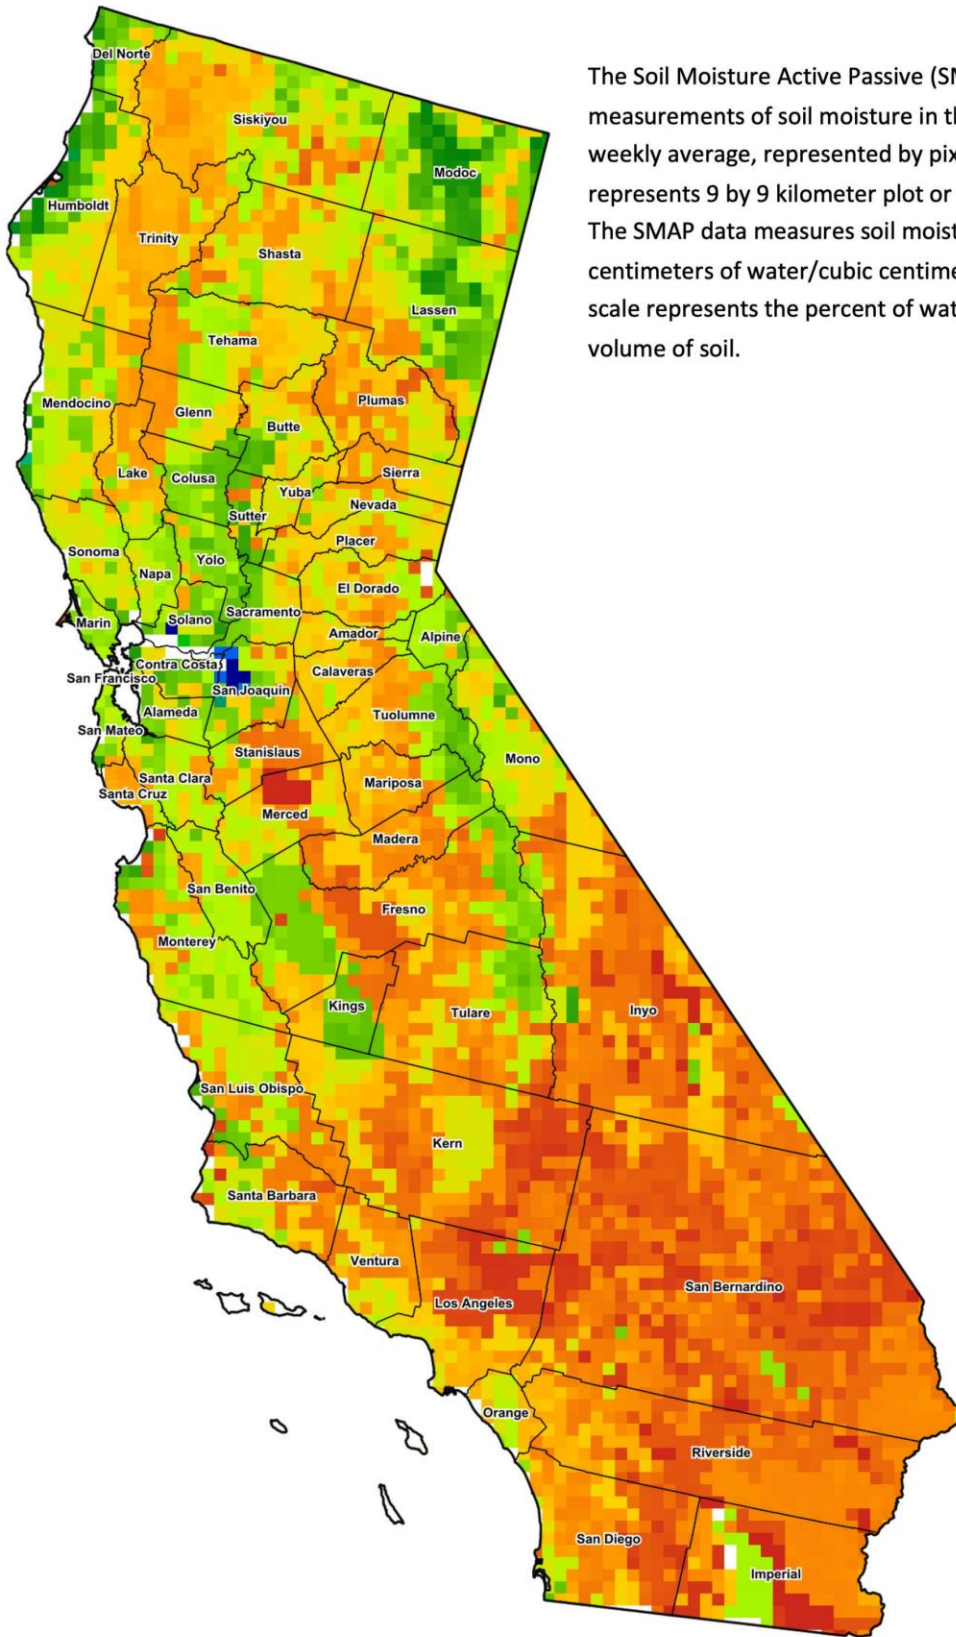 The Soil Moisture Active Passive (SM
measurements of soil moisture in th
weekly average, represented by pix
represents 9 by 9 kilometer plot or
The SMAP data measures soil moist
centimeters of water/cubic centime
scale represents the percent of wat
volume of soil.
Del Norte
Siskiyou
Modoc
Humboldt
Trinity
Shasta
Lassen
Tehama
Mendocino
Glenn
Plumas
Butte
Lake
Colusa
Sierra
Yuba
Nevada
Sutter
Placer
Sonoma
Yolo
Napa
El Dorado
Sacramento
Solano
Marin
Amador
Alpine
Contra Costa
Calaveras
San Francisco
San Joaquin
Alameda
Tuolumne
San Mateo
Stanislaus
Mono
Santa Clara
Mariposa
Santa Cruz
Merced
Madera
San Benito
Fresno
Monterey
Kings
Tulare
Inyo
San Luis Obispo
Kern
Santa Barbara
Ventura
San Bernardino
Los Angeles
Orange
Riverside
San Diego
Imperial